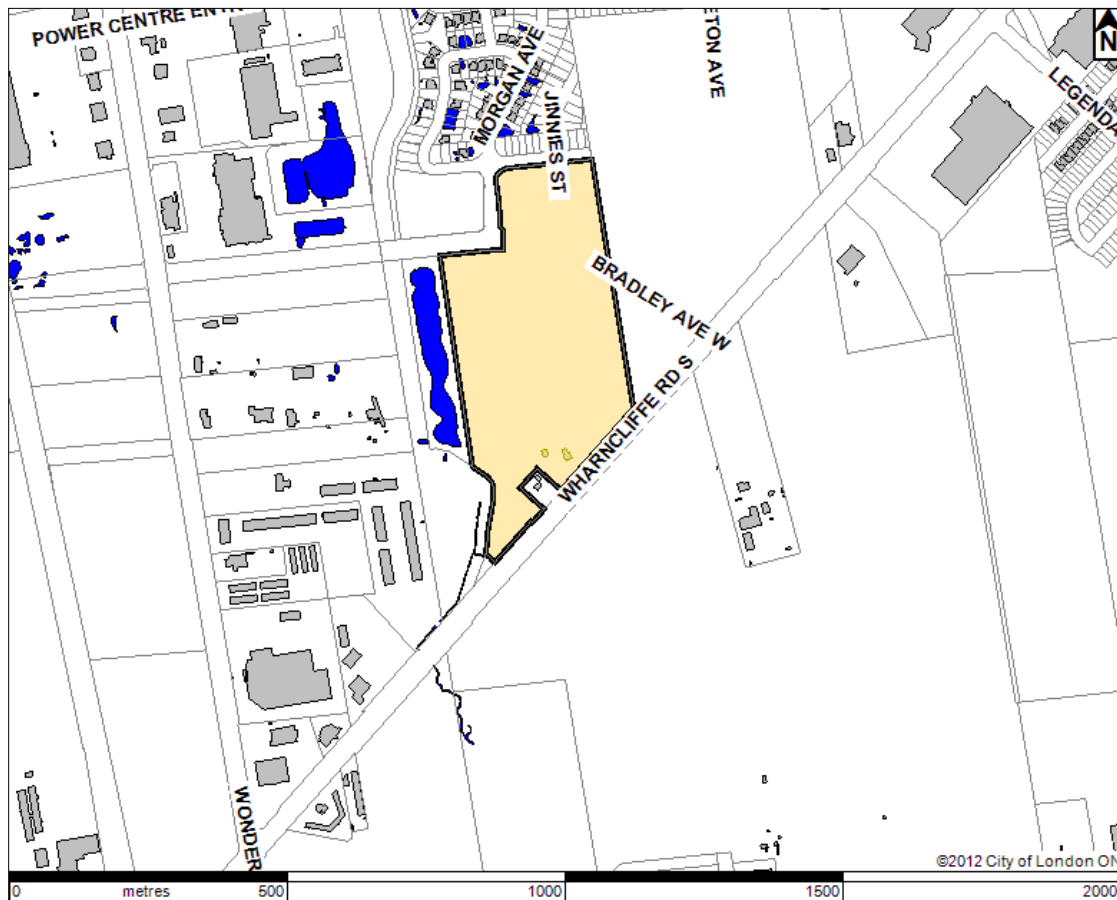 POWER CENTRE ENTR
N
MORGAN AVE
JINNIES ST
ETON AVE
LEGENDA
BRADLEY AVE W
WHARNCLIFFE RD S
WONDER
©2012 City of London ON
0 metres 500 1000 1500 2000